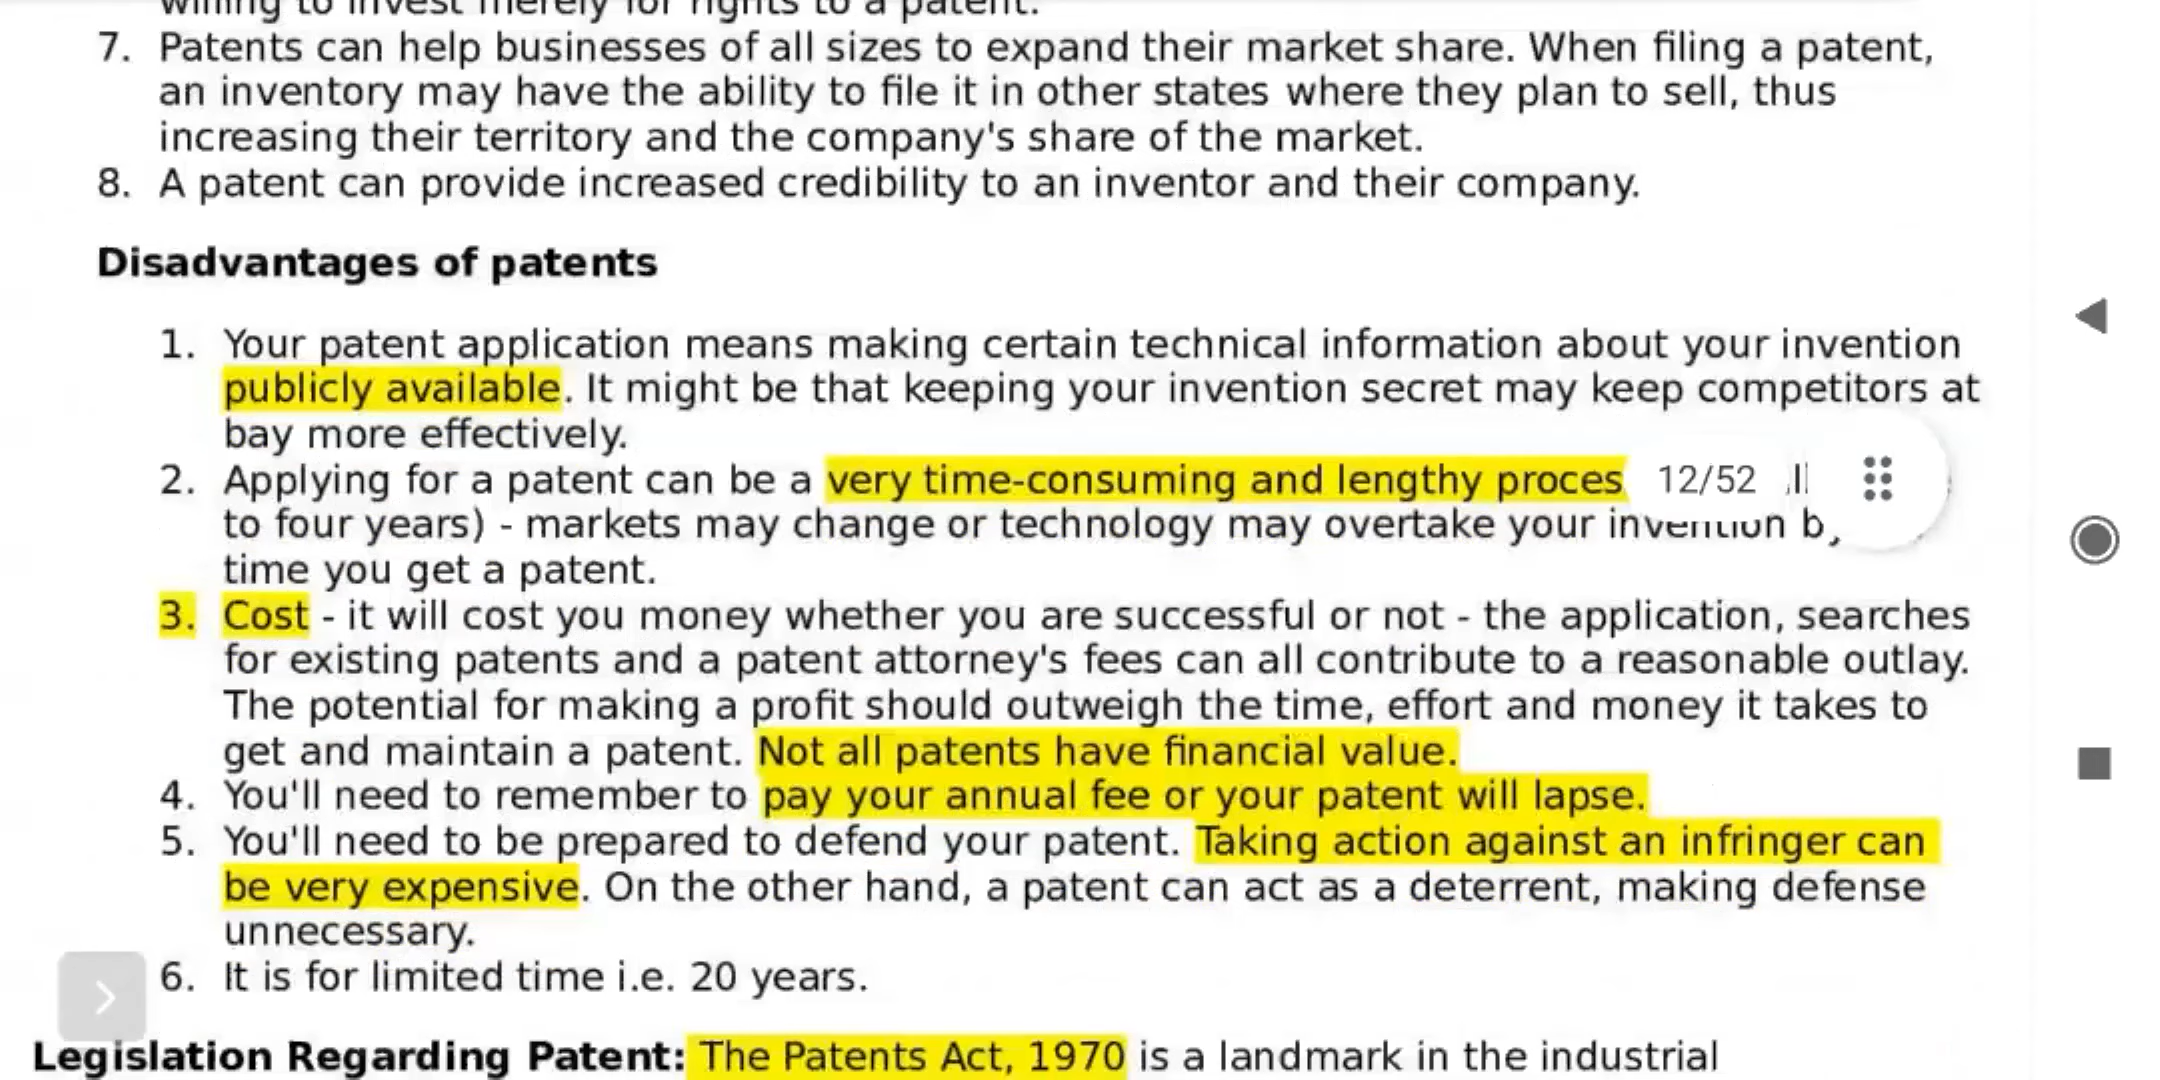 willing to invest merely for rights to a patent.
7. Patents can help businesses of all sizes to expand their market share. When filing a patent,
an inventory may have the ability to file it in other states where they plan to sell, thus
increasing their territory and the company's share of the market.
8. A patent can provide increased credibility to an inventor and their company.
Disadvantages of patents
1. Your patent application means making certain technical information about your invention
publicly available. It might be that keeping your invention secret may keep competitors at
bay more effectively.
2. Applying for a patent can be a very time-consuming and lengthy proces 12/52
to four years) - markets may change or technology may overtake your invention
time you get a patent.
3. Cost - it will cost you money whether you are successful or not - the application, searches
for existing patents and a patent attorney's fees can all contribute to a reasonable outlay.
The potential for making a profit should outweigh the time, effort and money it takes to
get and maintain a patent. Not all patents have financial value.
4. You'll need to remember to pay your annual fee or your patent will lapse.
5. You'll need to be prepared to defend your patent. Taking action against an infringer can
be very expensive. On the other hand, a patent can act as a deterrent, making defense
unnecessary.
6. It is for limited time i.e. 20 years.
Legislation Regarding Patent: The Patents Act, 1970 is a landmark in the industrial